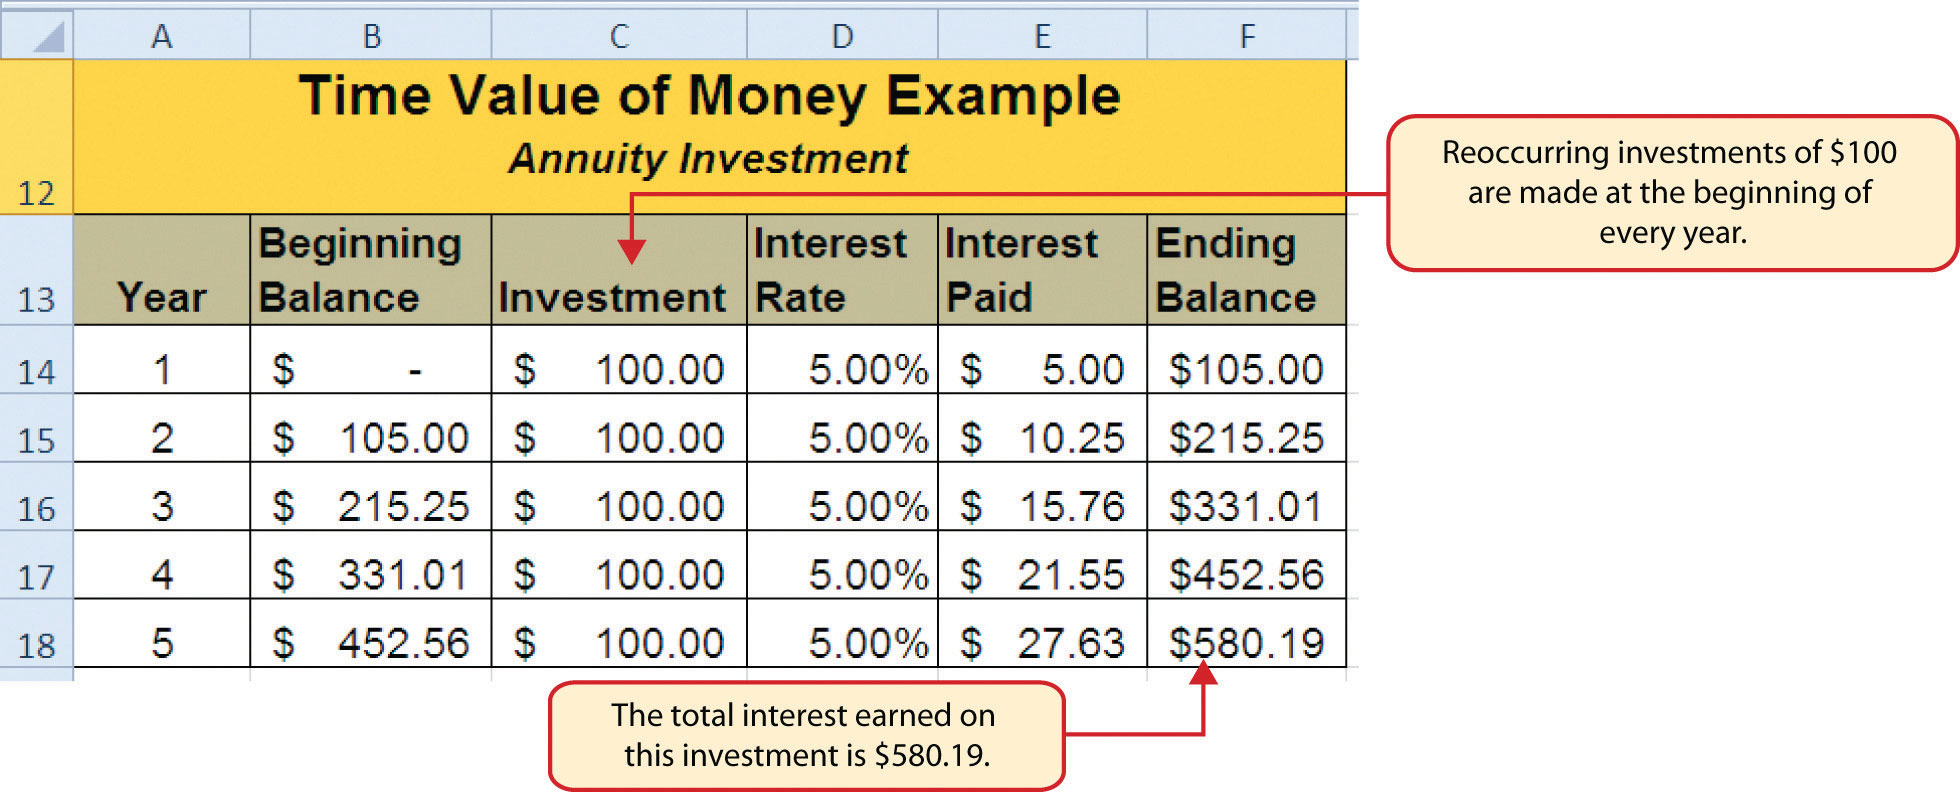 A B C D E F
Time Value of Money Example
Annuity Investment
12
Reoccurring investments of $100
are made at the beginning of
every year.
13 Year Beginning Balance Investment Interest Rate Interest Paid Ending Balance
14 1 $ - $ 100.00 5.00% $ 5.00 $105.00
15 2 $ 105.00 $ 100.00 5.00% $ 10.25 $215.25
16 3 $ 215.25 $ 100.00 5.00% $ 15.76 $331.01
17 4 $ 331.01 $ 100.00 5.00% $ 21.55 $452.56
18 5 $ 452.56 $ 100.00 5.00% $ 27.63 $580.19
The total interest earned on
this investment is $580.19.